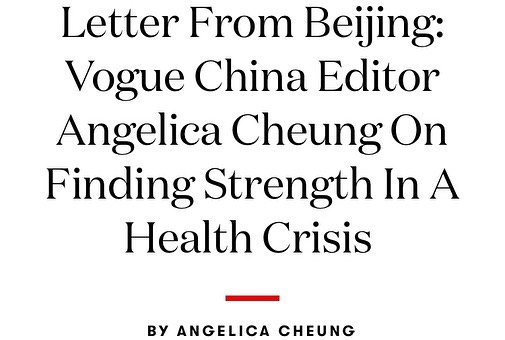 Letter From Beijing:
Vogue China Editor
Angelica Cheung On
Finding Strength In A
Health Crisis
BY ANGELICA CHEUNG